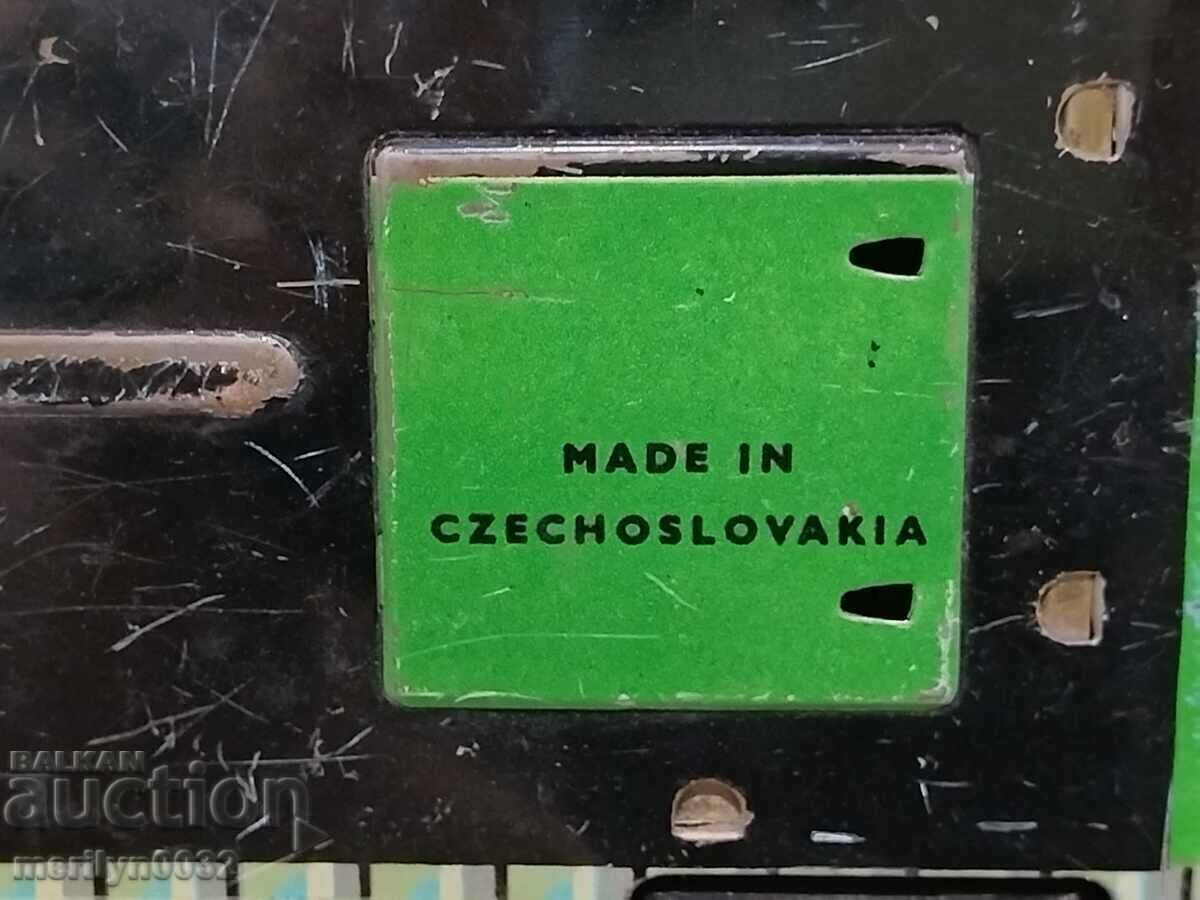 MADE IN
CZECHOSLOVAKIA
BALKAN
auction
merilyn0032